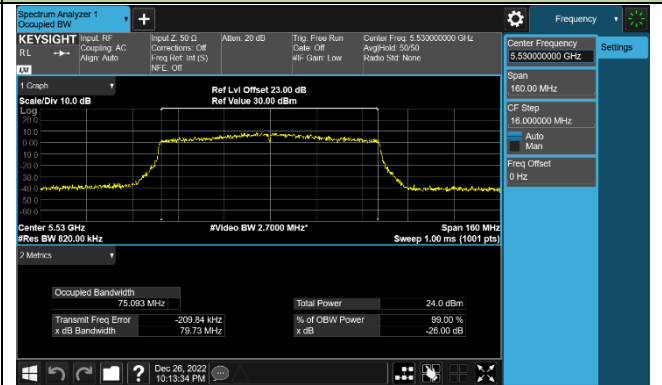 Spectrum Analyzer 1
Occupied BW
+
Frequency
KEYSIGHT
RL
LXI
Input: RF
Coupling: AC
Align: Auto
Input Z: 50 Ω
Corrections: Off
Freq Ref: Int (S)
NFE: Off
Atten: 20 dB
Trig: Free Run
Gate: Off
#IF Gain: Low
Center Freq: 5.530000000 GHz
Avg|Hold: 50/50
Radio Std: None
Center Frequency
5.530000000 GHz
Settings
Span
160.00 MHz
CF Step
16.000000 MHz
Auto
Man
Freq Offset
0 Hz
1 Graph
Scale/Div 10.0 dB
Ref Lvl Offset 23.00 dB
Ref Value 30.00 dBm
Log
20.0
10.0
0.00
-10.0
-20.0
-30.0
-40.0
-50.0
-60.0
Center 5.53 GHz
#Res BW 820.00 kHz
#Video BW 2.7000 MHz*
Span 160 MHz
Sweep 1.00 ms (1001 pts)
2 Metrics
Occupied Bandwidth
75.093 MHz
Total Power 24.0 dBm
Transmit Freq Error -209.84 kHz
% of OBW Power 99.00 %
x dB Bandwidth 79.73 MHz
x dB -26.00 dB
?
Dec 26, 2022
10:13:34 PM